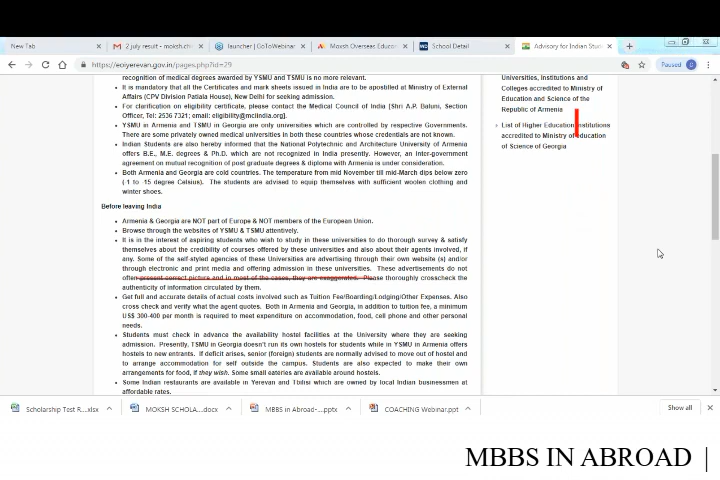 New Tab
2 july result - moksh.chi
launcher | GoToWebinar
Moxsh Overseas Educon
School Detail
Advisory for Indian Stude
https://eoiyerevan.gov.in/pages.php?id=29
Paused
recognition of medical degrees awarded by YSMU and TSMU is no more relevant.
It is mandatory that all the Certificates and mark sheets issued in India are to be apostiled at Ministry of External
Affairs (CPV Division Patiala House), New Delhi for seeking admission.
For clarification on eligibility certificate, please contact the Medical Council of India [Shri A.P. Baluni, Section
Officer, Tel: 2536 7321; email: eligibility@mciindia.org].
YSMU in Armenia and TSMU in Georgia are only universities which are controlled by respective Governments.
There are some privately owned medical universities in both these countries whose credentials are not known.
Indian Students are also hereby informed that the National Polytechnic and Architecture University of Armenia
offers B.E., M.E. degrees & Ph.D, which are not recognized in India presently. However, an inter-government
agreement on mutual recognition of post graduate degrees & diploma with Armenia is under consideration.
Both Armenia and Georgia are cold countries. The temperature from mid November till mid-March dips below zero
(-1 to -15 degree Celsius). The students are advised to equip themselves with sufficient woolen clothing and
winter shoes.
Before leaving India
Armenia & Georgia are NOT part of Europe & NOT members of the European Union.
Browse through the websites of YSMU & TSMU attentively.
It is in the interest of aspiring students who wish to study in these universities to do thorough survey & satisfy
themselves about the credibility of courses offered by these universities and also about their agents involved, if
any. Some of the self-styled agencies of these Universities are advertising through their own website (s) and/or
through electronic and print media and offering admission in these universities. These advertisements do not
often present correct picture and in most of the cases, they are exaggerated. Please thoroughly crosscheck the
authenticity of information circulated by them.
Get full and accurate details of actual costs involved such as Tuition Fee/Boarding/Lodging/Other Expenses. Also
cross check and verify what the agent quotes. Both in Armenia and Georgia, in addition to tuition fee, a minimum
US$ 300-400 per month is required to meet expenditure on accommodation, food, cell phone and other personal
needs.
Students must check in advance the availability hostel facilities at the University where they are seeking
admission. Presently, TSMU in Georgia doesn't run its own hostels for students while in YSMU in Armenia offers
hostels to new entrants. If deficit arises, senior (foreign) students are normally advised to move out of hostel and
to arrange accommodation for self outside the campus. Students are also expected to make their own
arrangements for food, if they wish. Some small eateries are available around hostels.
Some Indian restaurants are available in Yerevan and Tbilisi which are owned by local Indian businessmen at
affordable rates.
Universities, Institutions and
Colleges accredited to Ministry of
Education and Science of the
Republic of Armenia
List of Higher Education Institutions
accredited to Ministry of Education
of Science of Georgia
Scholarship Test R....xlsx
MOKSH SCHOLA....docx
MBBS in Abroad-....pptx
COACHING Webinar.ppt
Show all
MBBS IN ABROAD |